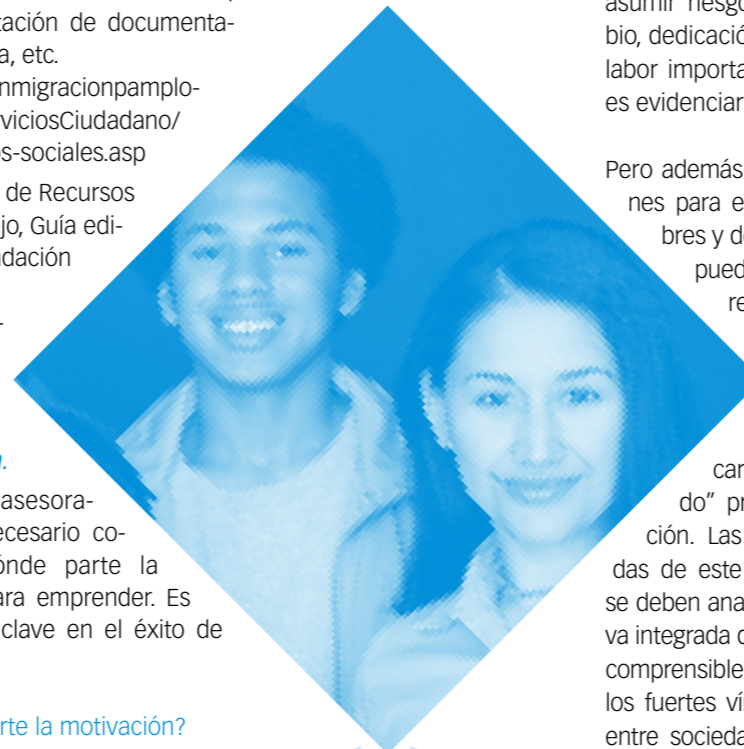 tación de documenta-
a, etc.
nmigracionpamplo-
viciosCiudadano/
s-sociales.asp
de Recursos
jo, Guía edi-
dación
-
.
asesora-
ecesario co-
ónde parte la
ara emprender. Es
clave en el éxito de
rte la motivación?
asumir riesgo
bio, dedicació
labor importa
es evidenciar
Pero además
nes para e
bres y de
pued
re
car
do” pr
ción. Las
das de este
se deben ana
va integrada d
comprensible
los fuertes ví
entre socieda